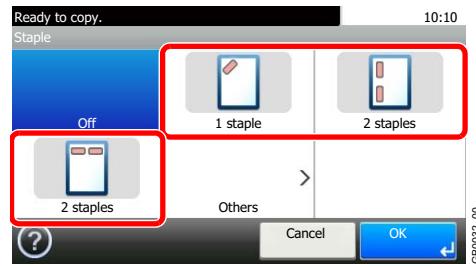 Ready to copy. 10:10
Staple
Off 1 staple 2 staples
2 staples Others
? Cancel OK